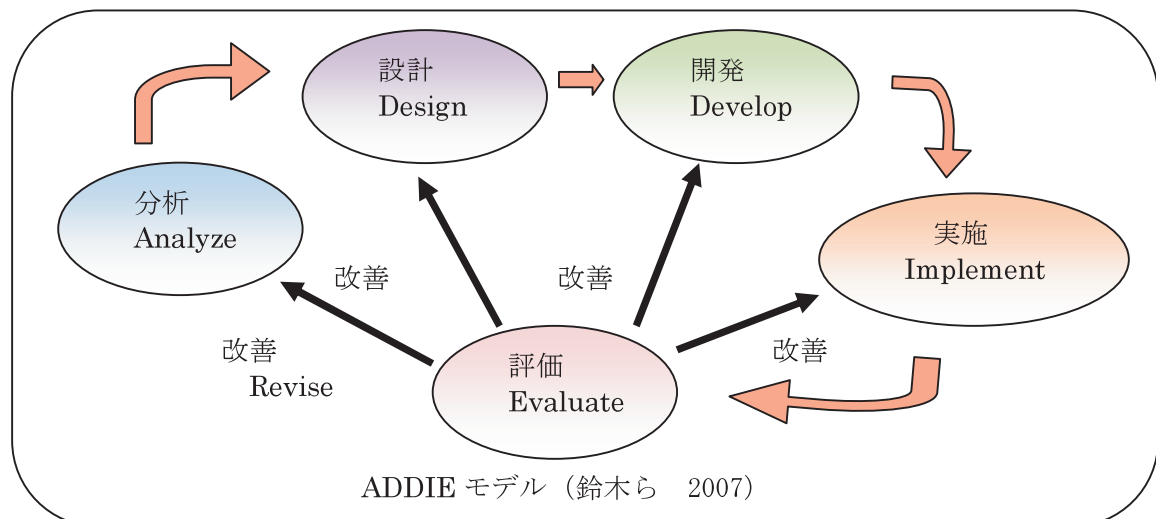 設計
Design
開発
Develop
分析
Analyze
実施
Implement
改善
改善
改善
Revise
改善
評価
Evaluate
ADDIE モデル（鈴木ら　2007）